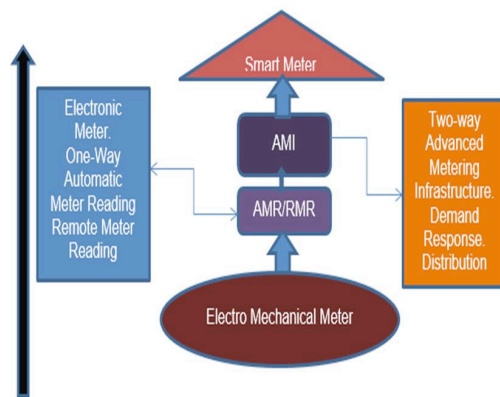 Smart Meter
Electronic
Meter.
One-Way
Automatic
Meter Reading
Remote Meter
Reading
AMI
AMR/RMR
Two-way
Advanced
Metering
Infrastructure.
Demand
Response.
Distribution
Electro Mechanical Meter